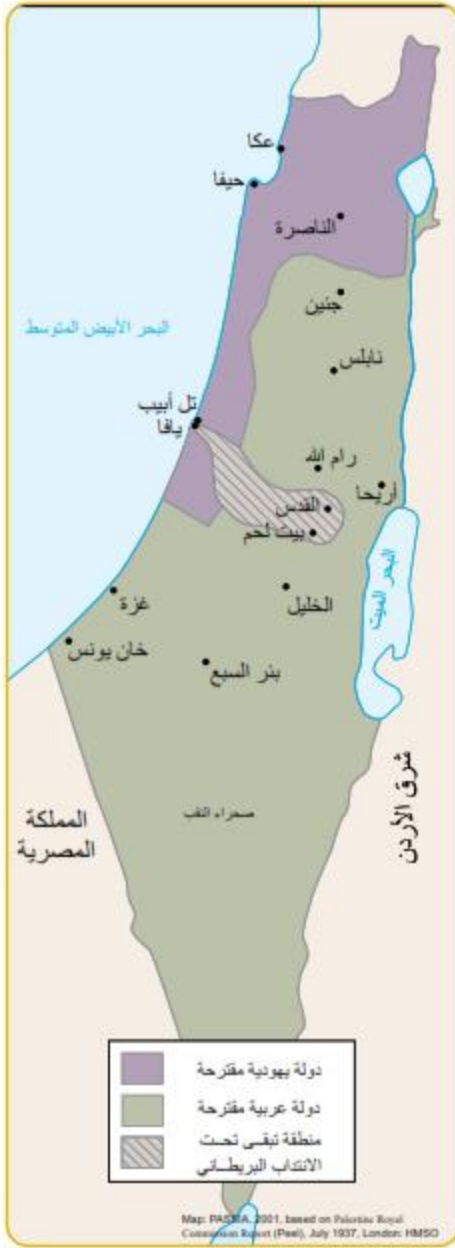 عكا
حيفا
الناصرة
جنين
البحر الأبيض المتوسط
نابلس
تل أبيب
يافا
رام الله
أريحا
القدس
بيت لحم
البحر الميت
الخليل
غزة
خان يونس
بئر السبع
شرق الأردن
صحراء النقب
المملكة
المصرية
دولة يهودية مقترحة
دولة عربية مقترحة
منطقة تبقى تحت
الانتداب البريطاني
Map: PASSIA, 2001, based on Palestine Royal
Commission Report (Peel), July 1937, London: HMSO